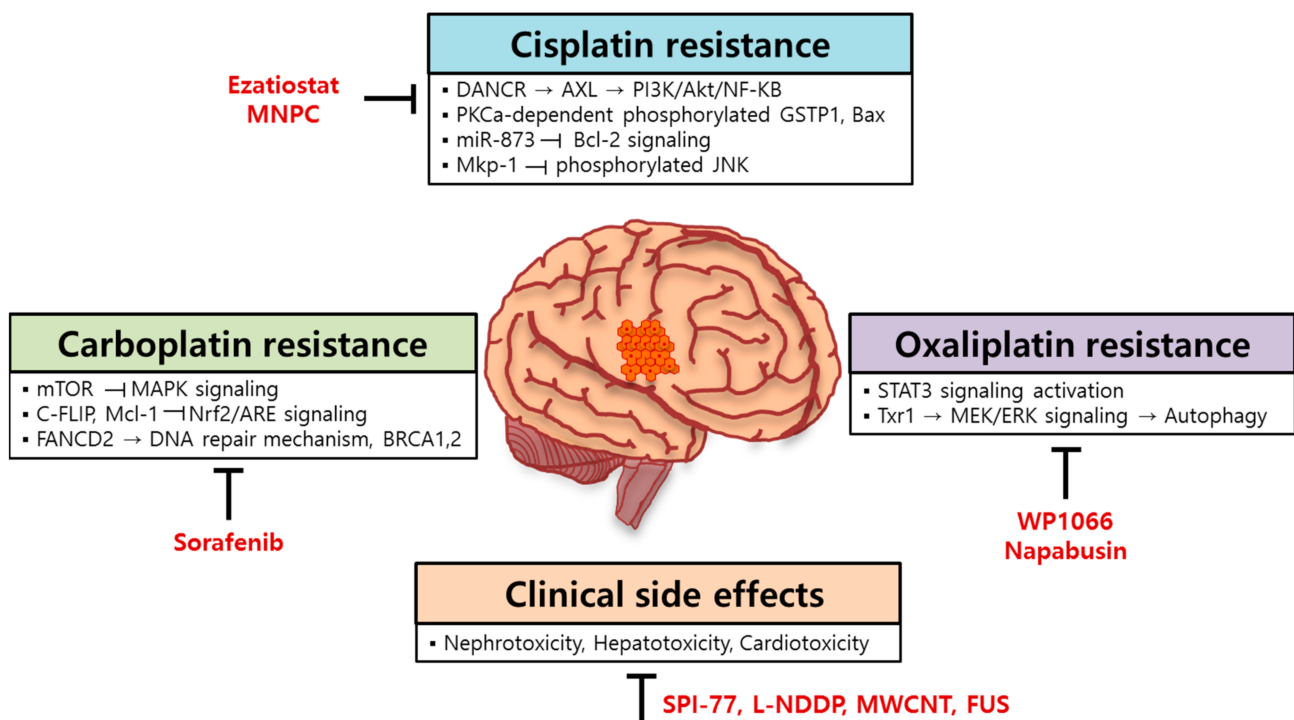 Cisplatin resistance
Ezatiostat
MNPC
▪ DANCR → AXL → PI3K/Akt/NF-KB
▪ PKCa-dependent phosphorylated GSTP1, Bax
▪ miR-873 ⊣ Bcl-2 signaling
▪ Mkp-1 ⊣ phosphorylated JNK
Carboplatin resistance
▪ mTOR ⊣ MAPK signaling
▪ C-FLIP, Mcl-1 ⊣ Nrf2/ARE signaling
▪ FANCD2 → DNA repair mechanism, BRCA1,2
Sorafenib
Oxaliplatin resistance
▪ STAT3 signaling activation
▪ Txr1 → MEK/ERK signaling → Autophagy
WP1066
Napabusin
Clinical side effects
▪ Nephrotoxicity, Hepatotoxicity, Cardiotoxicity
SPI-77, L-NDDP, MWCNT, FUS